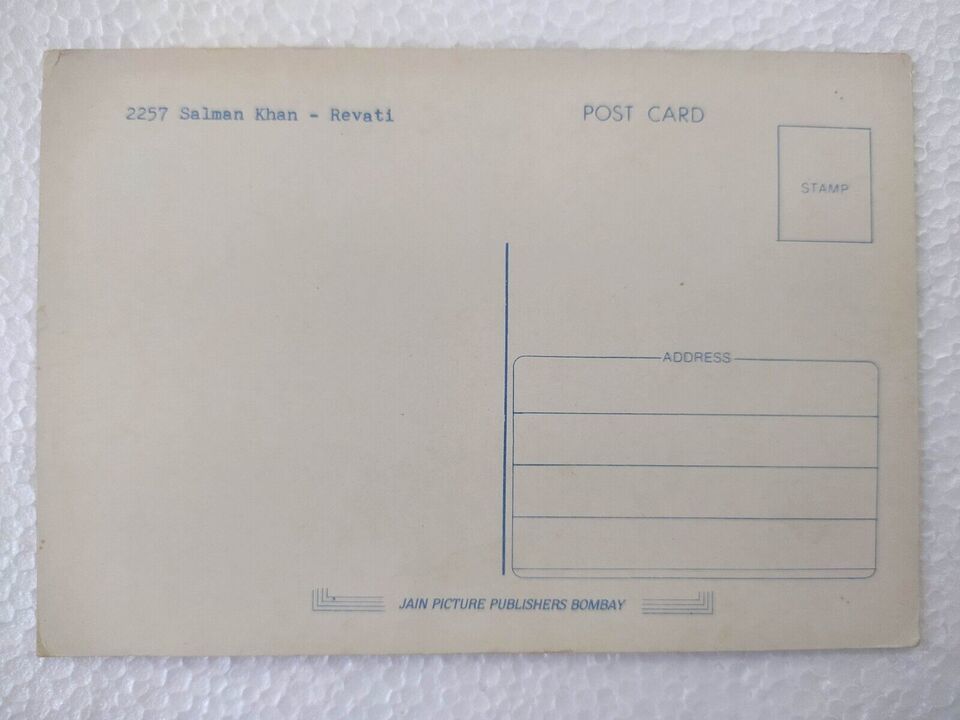 2257 Salman Khan - Revati
POST CARD
STAMP
ADDRESS
JAIN PICTURE PUBLISHERS BOMBAY